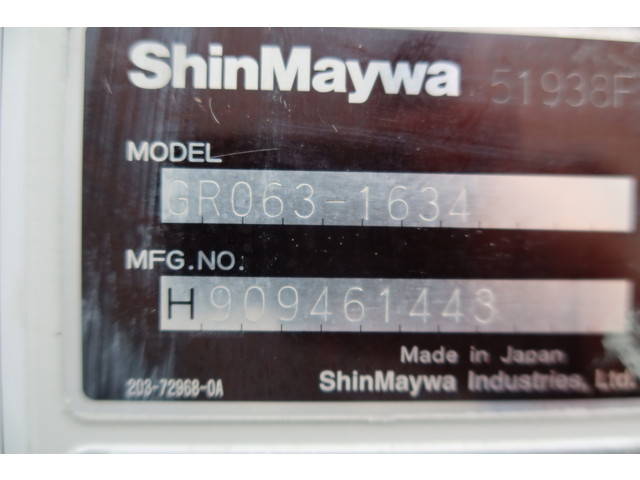 ShinMaywa 51938F
MODEL
GR063-1634
MFG.NO.
H909461443
Made in Japan
203-72968-0A
ShinMaywa Industries, Ltd.